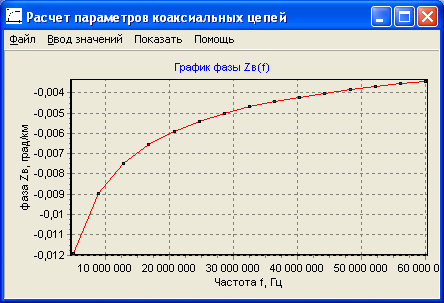 Расчет параметров коаксиальных цепей
Файл Ввод значений Показать Помощь
График фазы Zв(f)
фаза Zв, град/км
-0,004
-0,005
-0,006
-0,007
-0,008
-0,009
-0,01
-0,011
-0,012
10 000 000 20 000 000 30 000 000 40 000 000 50 000 000 60 000 0
Частота f, Гц